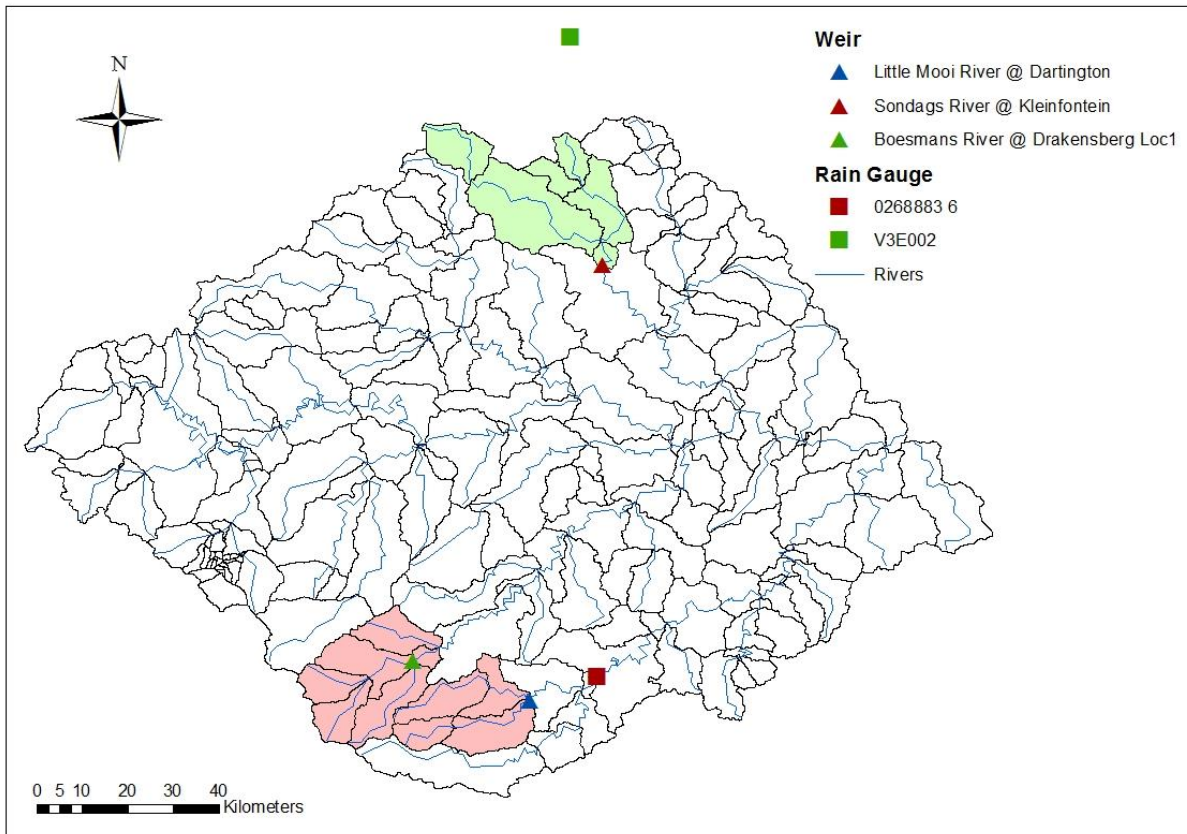 N
Weir
Little Mooi River @ Dartington
Sondags River @ Kleinfontein
Boesmans River @ Drakensberg Loc1
Rain Gauge
0268883 6
V3E002
Rivers
0 5 10 20 30 40
Kilometers